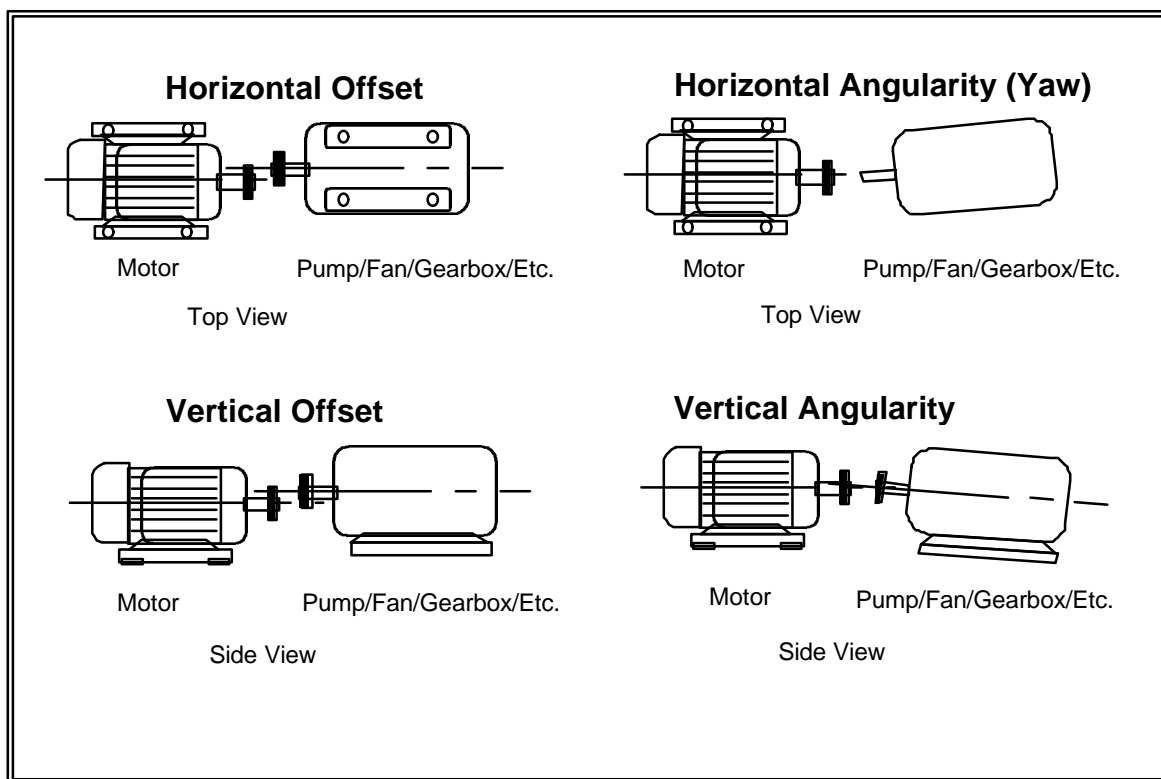 Horizontal Offset
Motor
Pump/Fan/Gearbox/Etc.
Top View
Horizontal Angularity (Yaw)
Motor
Pump/Fan/Gearbox/Etc.
Top View
Vertical Offset
Motor
Pump/Fan/Gearbox/Etc.
Side View
Vertical Angularity
Motor
Pump/Fan/Gearbox/Etc.
Side View